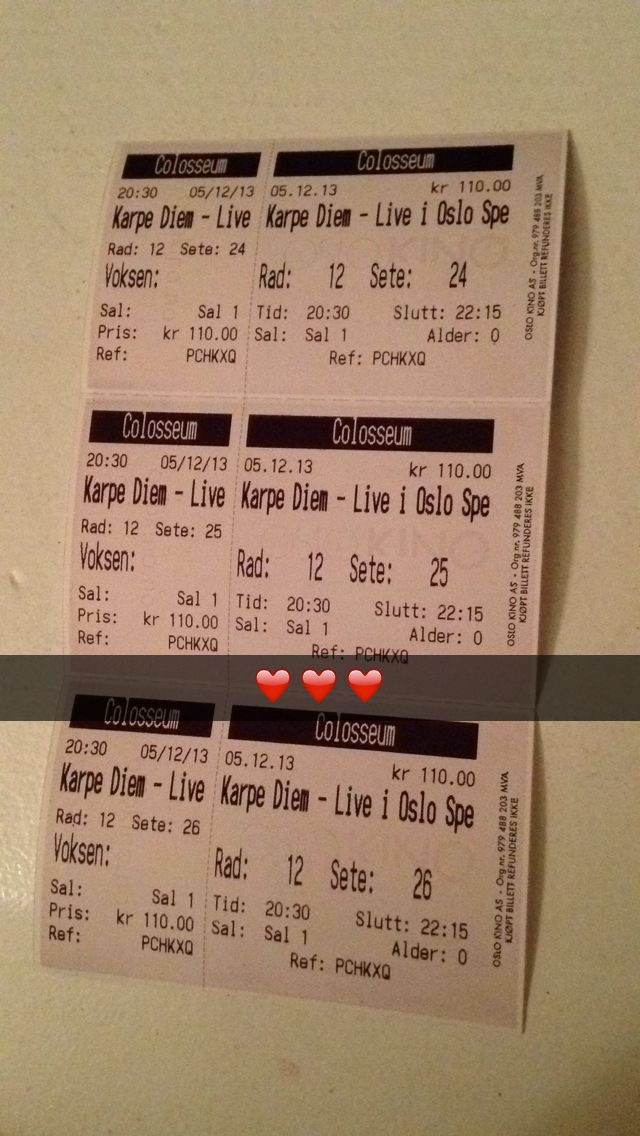 Colosseum Colosseum
20:30 05/12/13 05.12.13 kr 110.00
Karpe Diem - Live Karpe Diem - Live i Oslo Spe
Rad: 12 Sete: 24
Voksen: Rad: 12 Sete: 24
Sal: Sal 1 Tid: 20:30 Slutt: 22:15
Pris: kr 110.00 Sal: Sal 1 Alder: 0
Ref: PCHKXQ Ref: PCHKXQ
OSLO KINO AS - Org.nr. 979 488 203 MVA
KJØPT BILLETT REFUNDERES IKKE
Colosseum Colosseum
20:30 05/12/13 05.12.13 kr 110.00
Karpe Diem - Live Karpe Diem - Live i Oslo Spe
Rad: 12 Sete: 25
Voksen: Rad: 12 Sete: 25
Sal: Sal 1 Tid: 20:30 Slutt: 22:15
Pris: kr 110.00 Sal: Sal 1 Alder: 0
Ref: PCHKXQ Ref: PCHKXQ
OSLO KINO AS - Org.nr. 979 488 203 MVA
KJØPT BILLETT REFUNDERES IKKE
❤️❤️❤️
Colosseum Colosseum
20:30 05/12/13 05.12.13 kr 110.00
Karpe Diem - Live Karpe Diem - Live i Oslo Spe
Rad: 12 Sete: 26
Voksen: Rad: 12 Sete: 26
Sal: Sal 1 Tid: 20:30 Slutt: 22:15
Pris: kr 110.00 Sal: Sal 1 Alder: 0
Ref: PCHKXQ Ref: PCHKXQ
OSLO KINO AS - Org.nr. 979 488 203 MVA
KJØPT BILLETT REFUNDERES IKKE